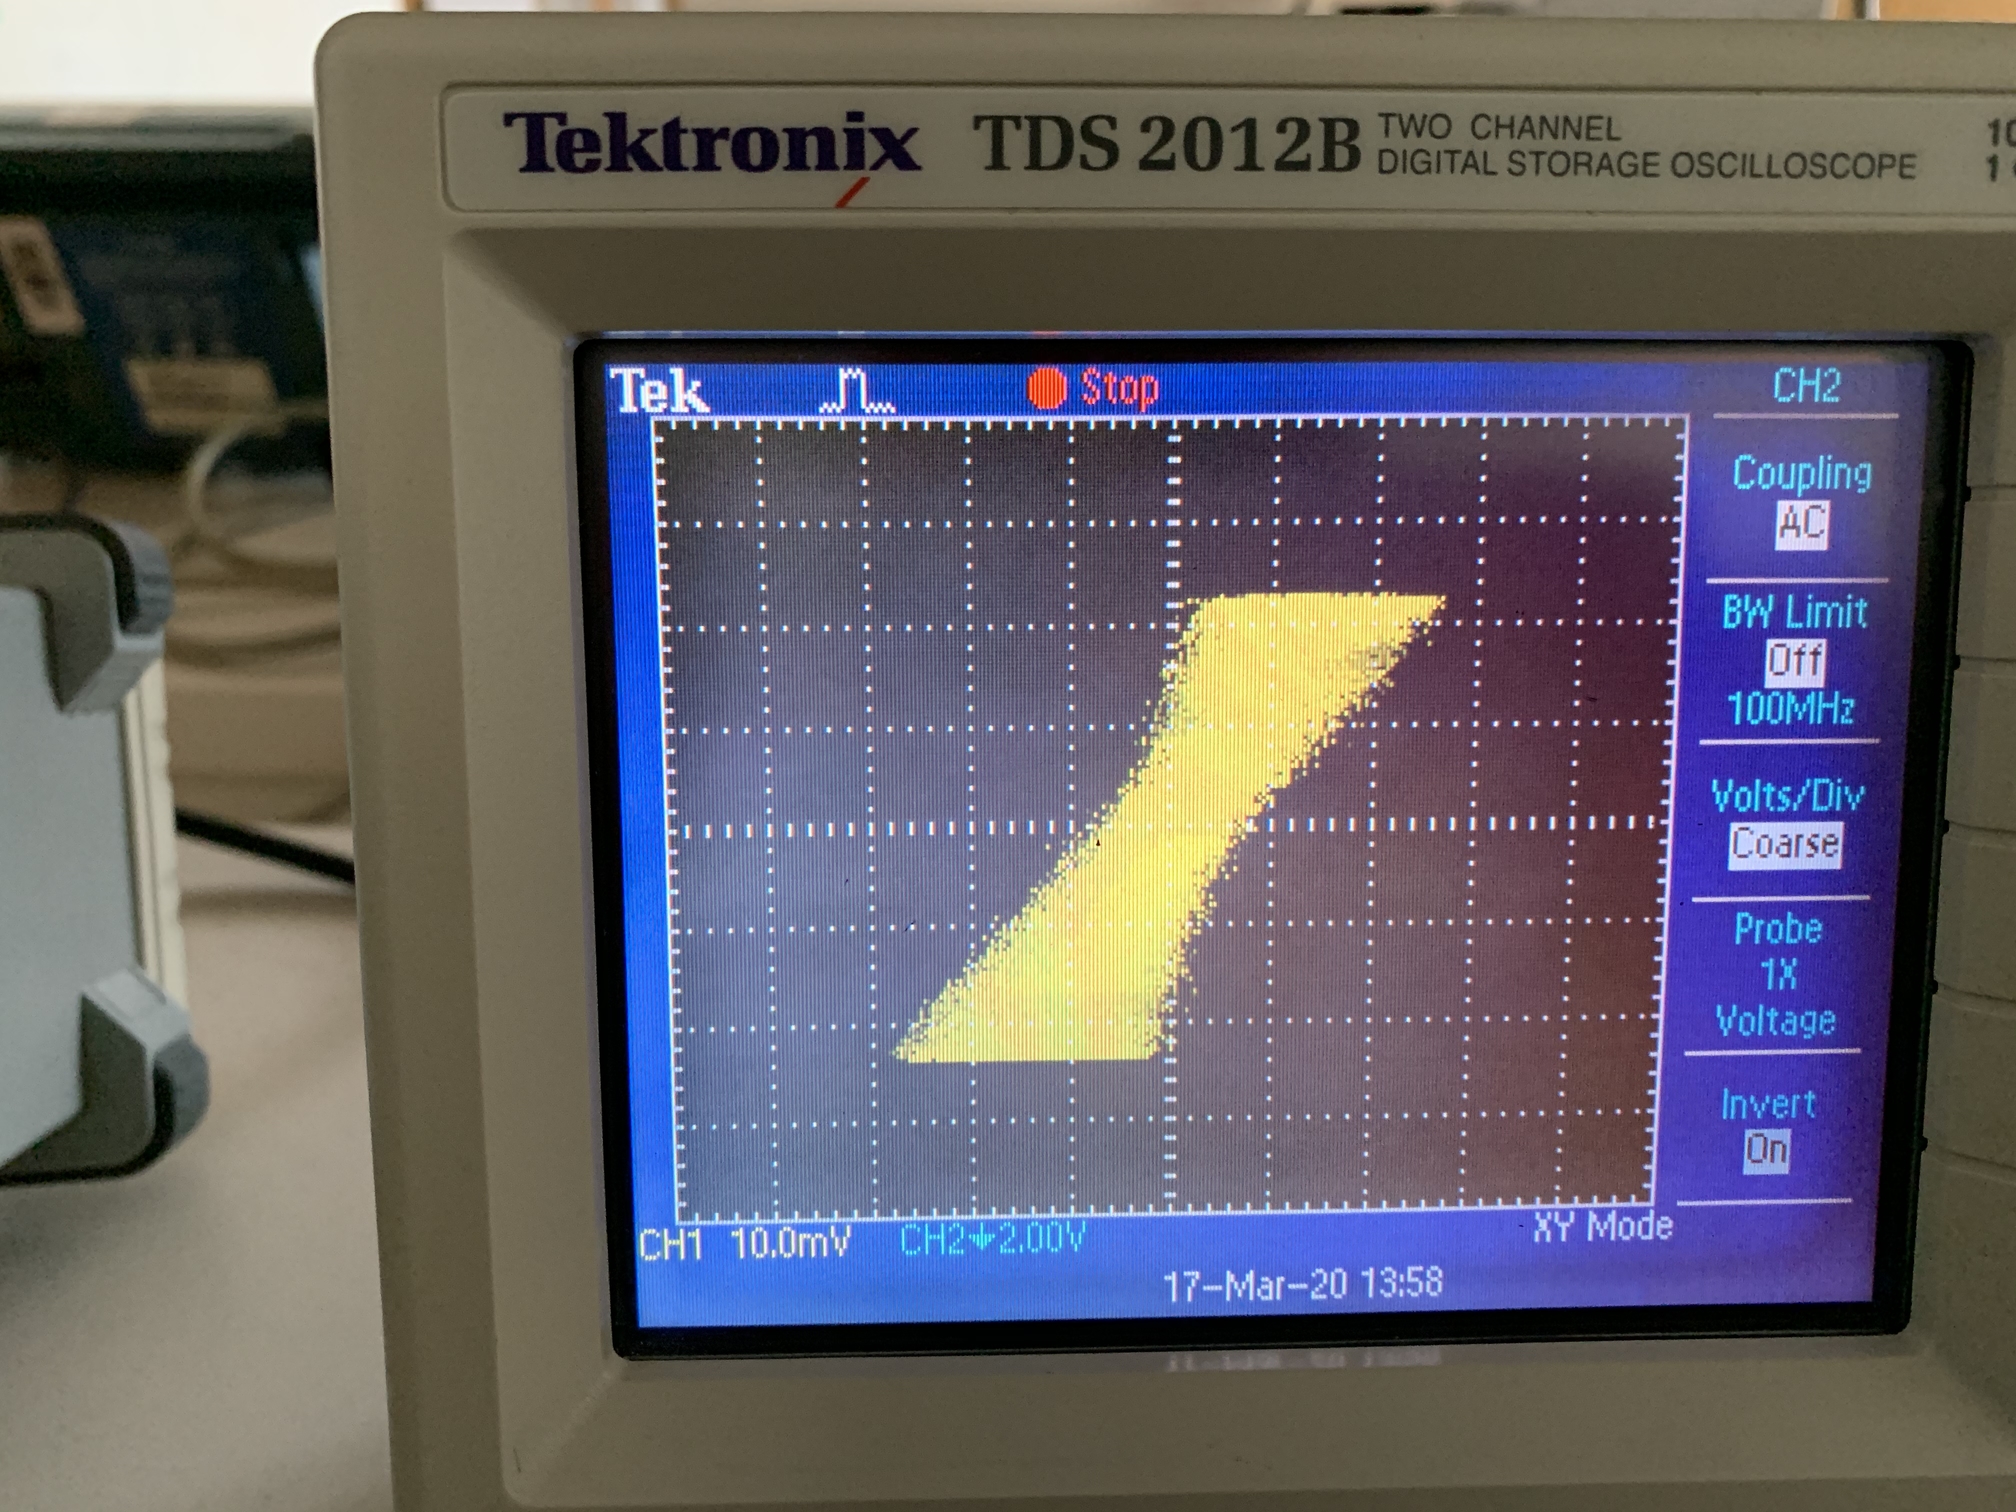 Tektronix TDS 2012B TWO CHANNEL
DIGITAL STORAGE OSCILLOSCOPE
Tek Stop
CH2
Coupling
AC
BW Limit
Off
100MHz
Volts/Div
Coarse
Probe
1X
Voltage
Invert
On
CH1 10.0mV CH2 2.00V XY Mode
17-Mar-20 13:58